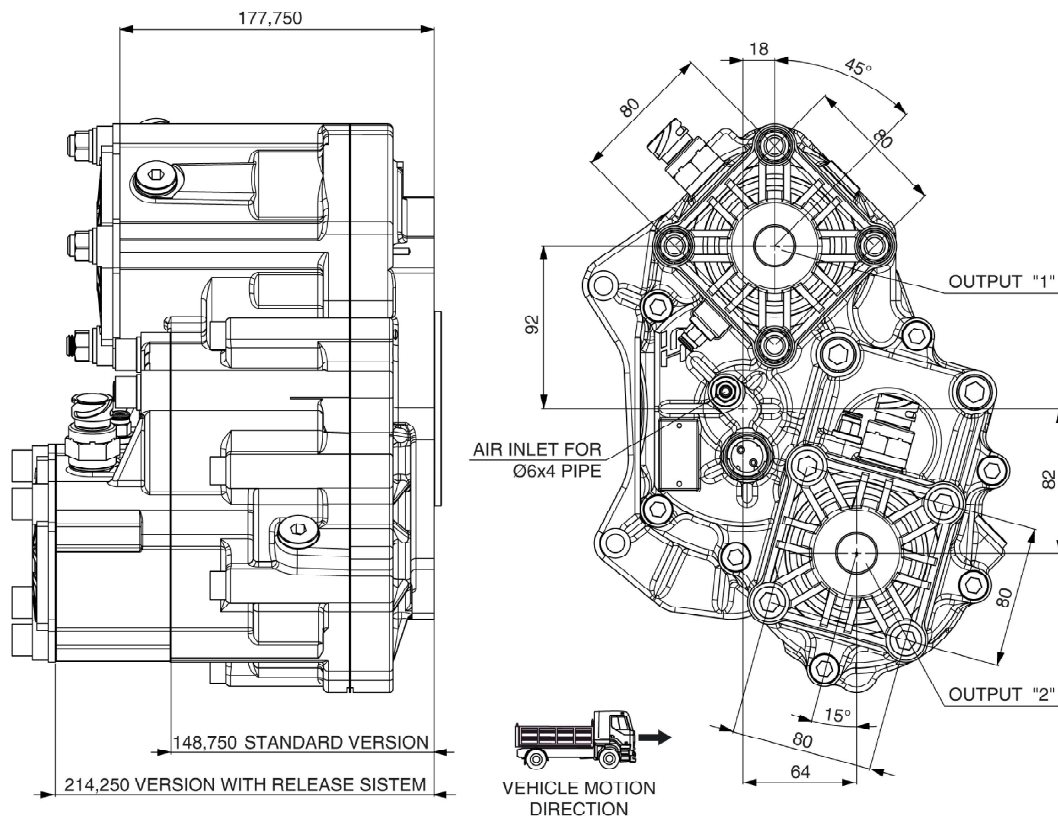 177,750
18
45°
80
80
OUTPUT "1"
92
AIR INLET FOR
Ø6x4 PIPE
82
80
OUTPUT "2"
15°
80
64
148,750 STANDARD VERSION
214,250 VERSION WITH RELEASE SISTEM
VEHICLE MOTION
DIRECTION